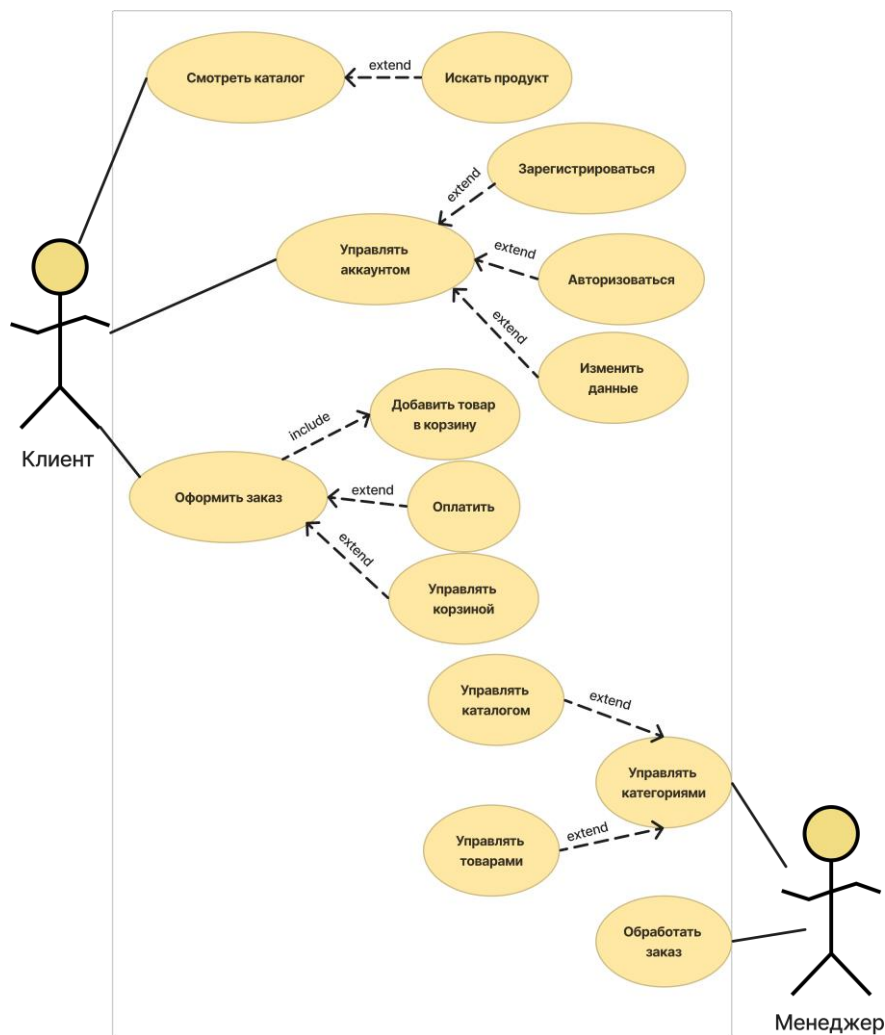 Смотреть каталог
extend
Искать продукт
Зарегистрироваться
extend
Управлять
аккаунтом
extend
Авторизоваться
extend
Изменить
данные
Клиент
include
Добавить товар
в корзину
Оформить заказ
extend
Оплатить
extend
Управлять
корзиной
Управлять
каталогом
extend
Управлять
категориями
Управлять
товарами
extend
Обработать
заказ
Менеджер